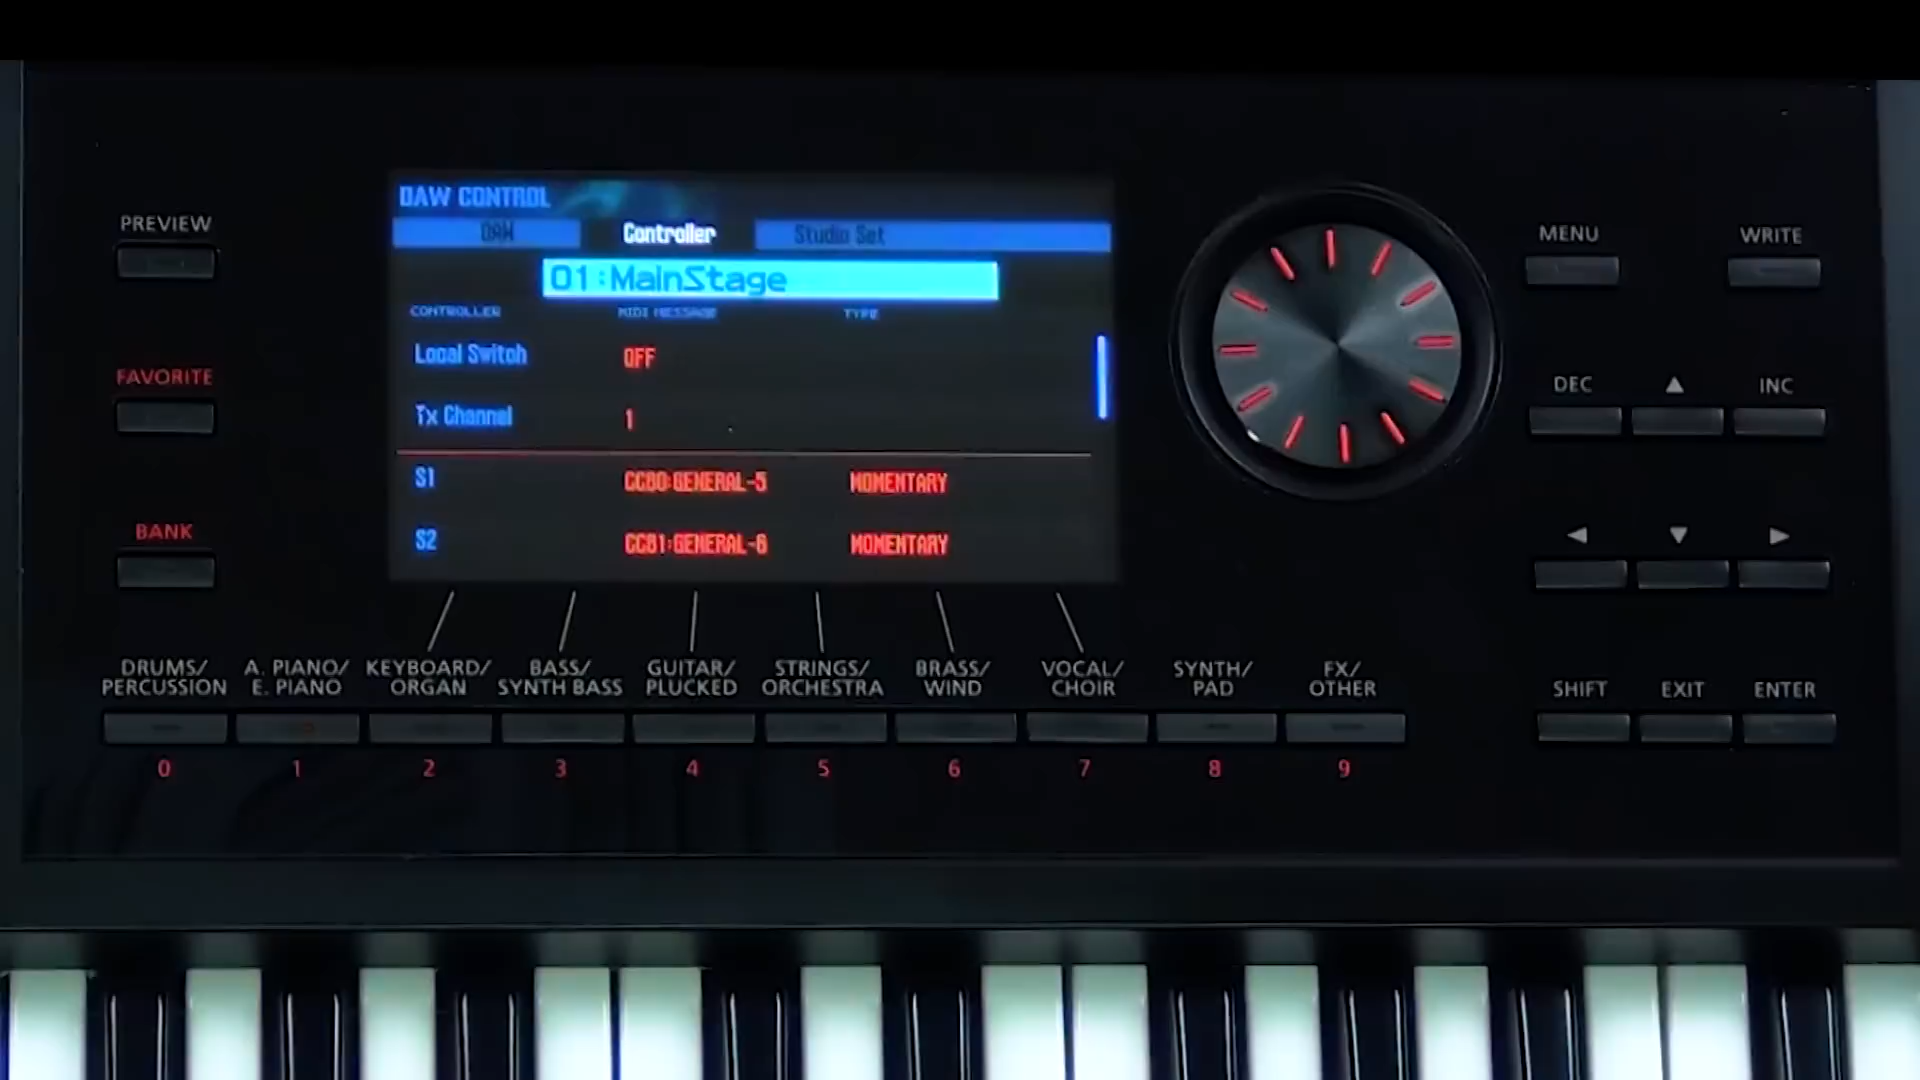 DAW CONTROL
DAW Controller Studio Set
01:MainStage
CONTROLLER MIDI MESSAGE TYPE
Local Switch OFF
Tx Channel 1
S1 CC80:GENERAL-5 MOMENTARY
S2 CC81:GENERAL-6 MOMENTARY
PREVIEW
FAVORITE
BANK
MENU WRITE
DEC ▲ INC
◀ ▼ ▶
SHIFT EXIT ENTER
DRUMS/ A. PIANO/ KEYBOARD/ BASS/ GUITAR/ STRINGS/ BRASS/ VOCAL/ SYNTH/ FX/
PERCUSSION E. PIANO ORGAN SYNTH BASS PLUCKED ORCHESTRA WIND CHOIR PAD OTHER
0 1 2 3 4 5 6 7 8 9